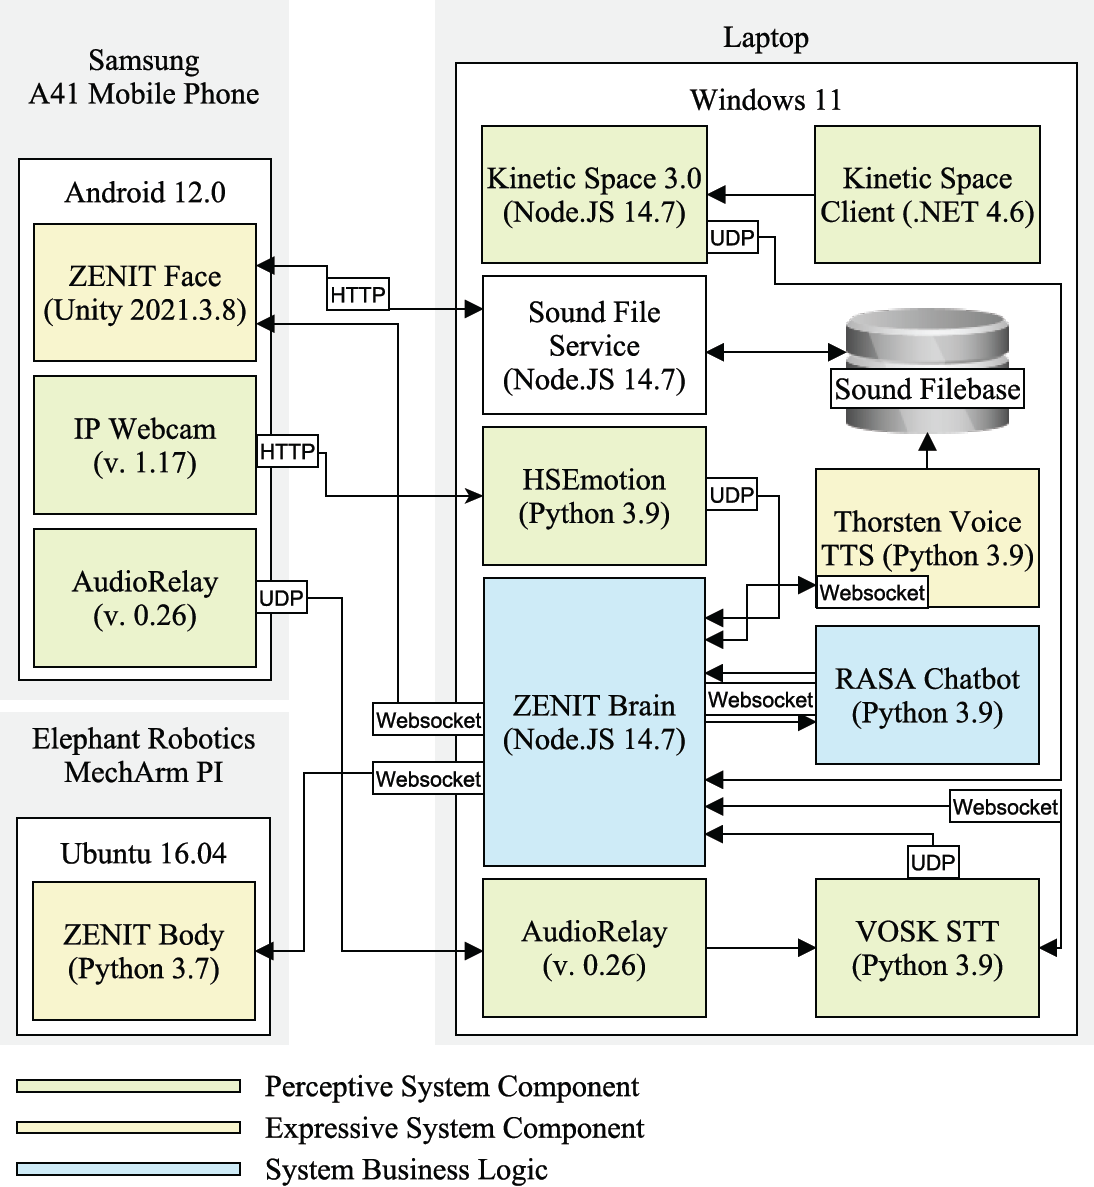 Samsung
A41 Mobile Phone
Android 12.0
ZENIT Face
(Unity 2021.3.8)
IP Webcam
(v. 1.17)
AudioRelay
(v. 0.26)
HTTP
HTTP
UDP
Elephant Robotics
MechArm PI
Ubuntu 16.04
ZENIT Body
(Python 3.7)
Websocket
Websocket
Laptop
Windows 11
Kinetic Space 3.0
(Node.JS 14.7)
UDP
Kinetic Space
Client (.NET 4.6)
Sound File
Service
(Node.JS 14.7)
Sound Filebase
HSEmotion
(Python 3.9)
UDP
Thorsten Voice
TTS (Python 3.9)
Websocket
ZENIT Brain
(Node.JS 14.7)
Websocket
RASA Chatbot
(Python 3.9)
Websocket
UDP
AudioRelay
(v. 0.26)
VOSK STT
(Python 3.9)
Perceptive System Component
Expressive System Component
System Business Logic